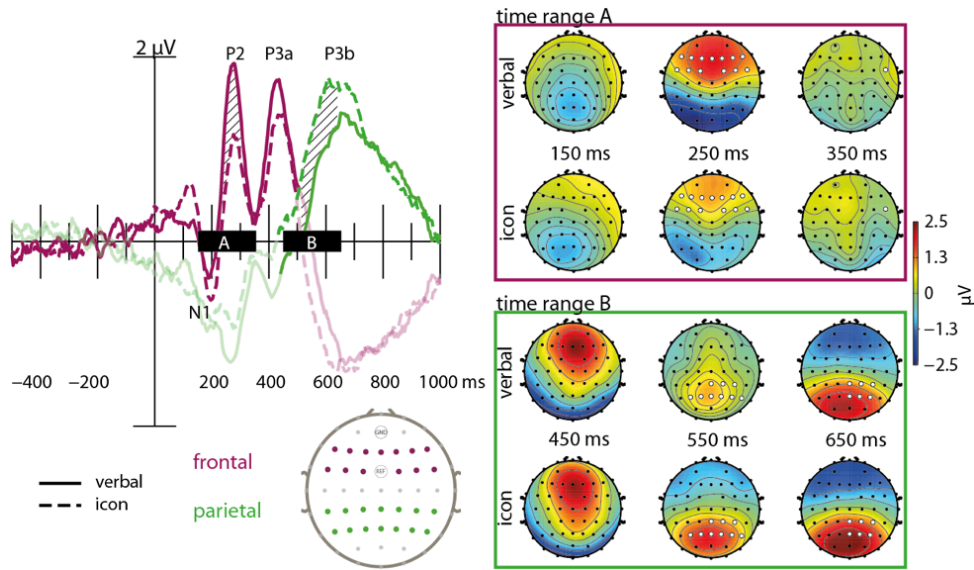 2 µV
P2
P3a
P3b
A
B
N1
−400
−200
200
400
600
800
1000 ms
GND
REF
frontal
parietal
verbal
icon
time range A
verbal
150 ms
250 ms
350 ms
icon
time range B
verbal
450 ms
550 ms
650 ms
icon
2.5
1.3
0
−1.3
−2.5
µV